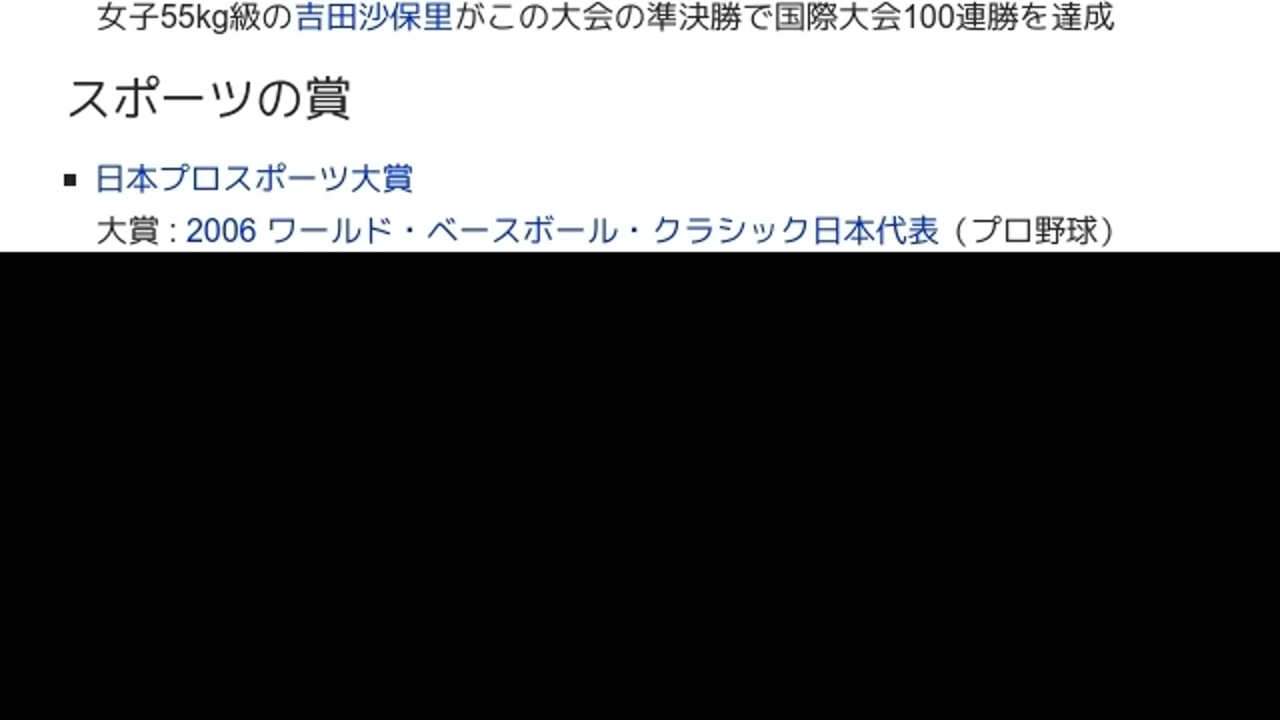 女子55kg級の吉田沙保里がこの大会の準決勝で国際大会100連勝を達成
スポーツの賞
■ 日本プロスポーツ大賞
大賞 : 2006 ワールド・ベースボール・クラシック日本代表（プロ野球）